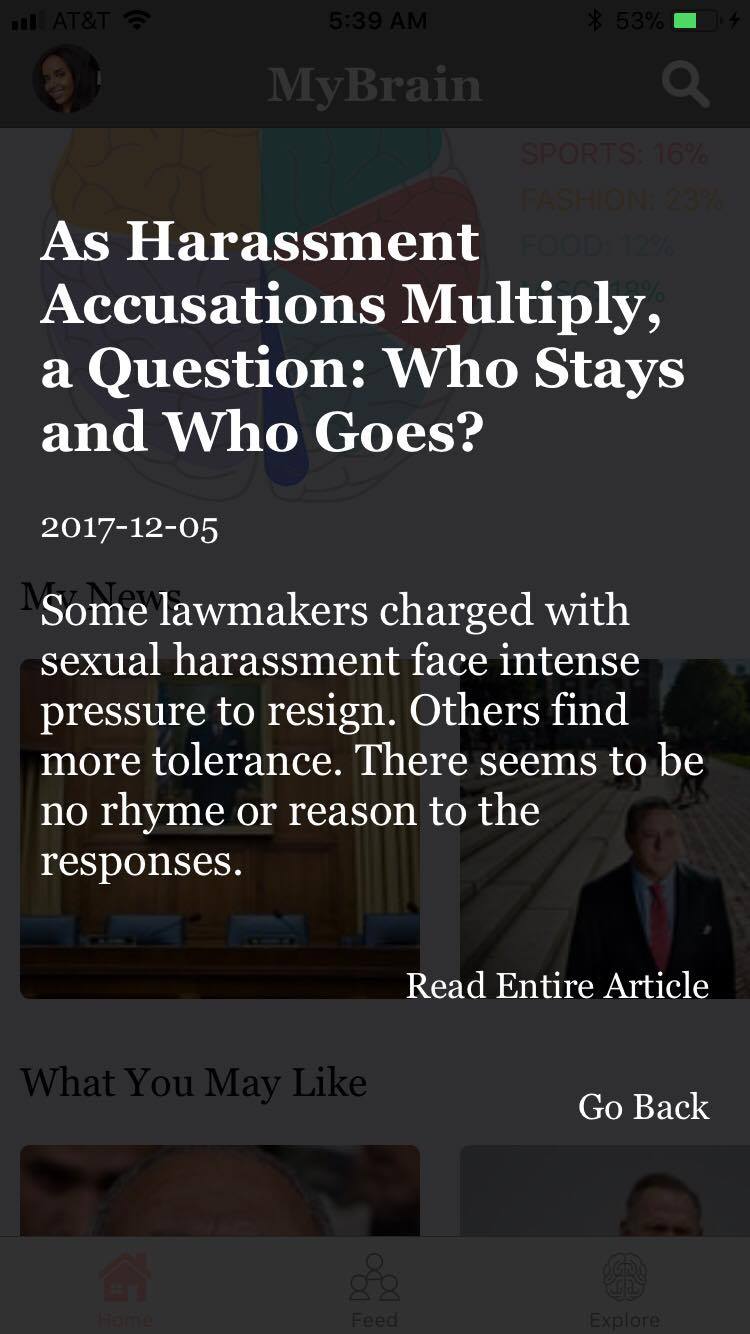 AT&T 5:39 AM 53%
MyBrain
SPORTS: 16%
FASHION: 23%
FOOD: 12%
As Harassment
Accusations Multiply,
a Question: Who Stays
and Who Goes?
2017-12-05
My News
Some lawmakers charged with
sexual harassment face intense
pressure to resign. Others find
more tolerance. There seems to be
no rhyme or reason to the
responses.
Read Entire Article
What You May Like
Go Back
Home Feed Explore